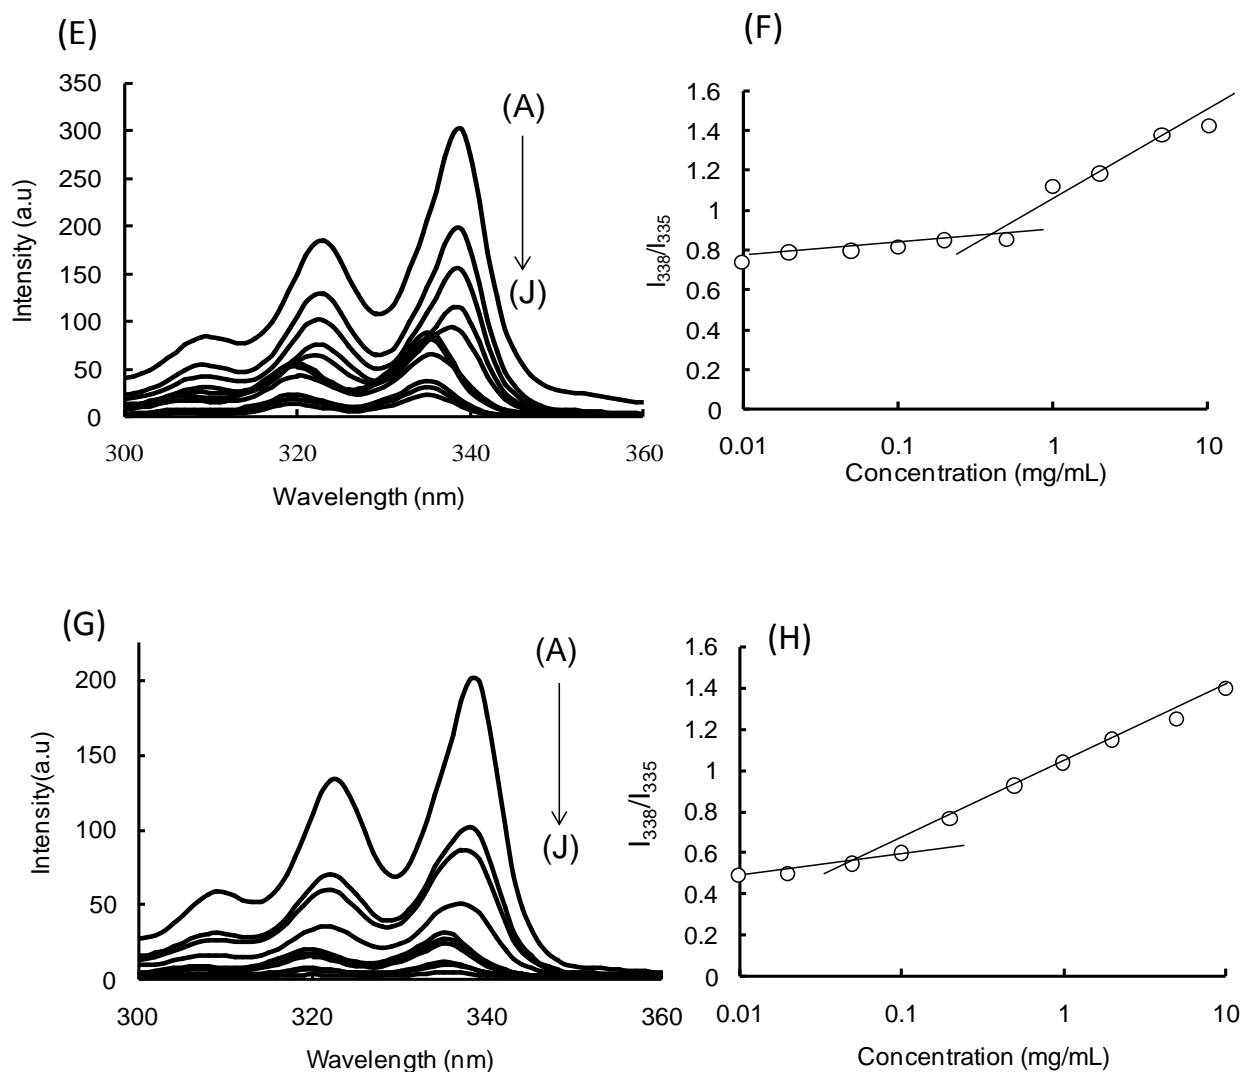 (E)
350
300
250
200
150
100
50
0
Intensity (a.u)
(A)
(J)
300
320
340
360
Wavelength (nm)
(F)
1.6
1.4
1.2
1
0.8
0.6
0.4
0.2
0
I338/I335
0.01
0.1
1
10
Concentration (mg/mL)
(G)
200
150
100
50
0
Intensity(a.u)
(A)
(J)
300
320
340
360
Wavelength (nm)
(H)
1.6
1.4
1.2
1
0.8
0.6
0.4
0.2
0
I338/I335
0.01
0.1
1
10
Concentration (mg/mL)